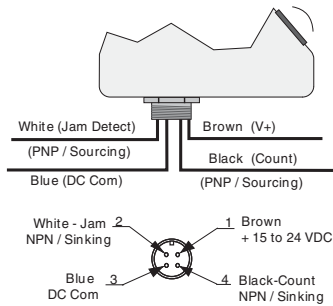 White (Jam Detect) Brown (V+)
(PNP / Sourcing) Black (Count)
Blue (DC Com) (PNP / Sourcing)
White - Jam 2 1 Brown
NPN / Sinking + 15 to 24 VDC
Blue 3 4 Black-Count
DC Com NPN / Sinking